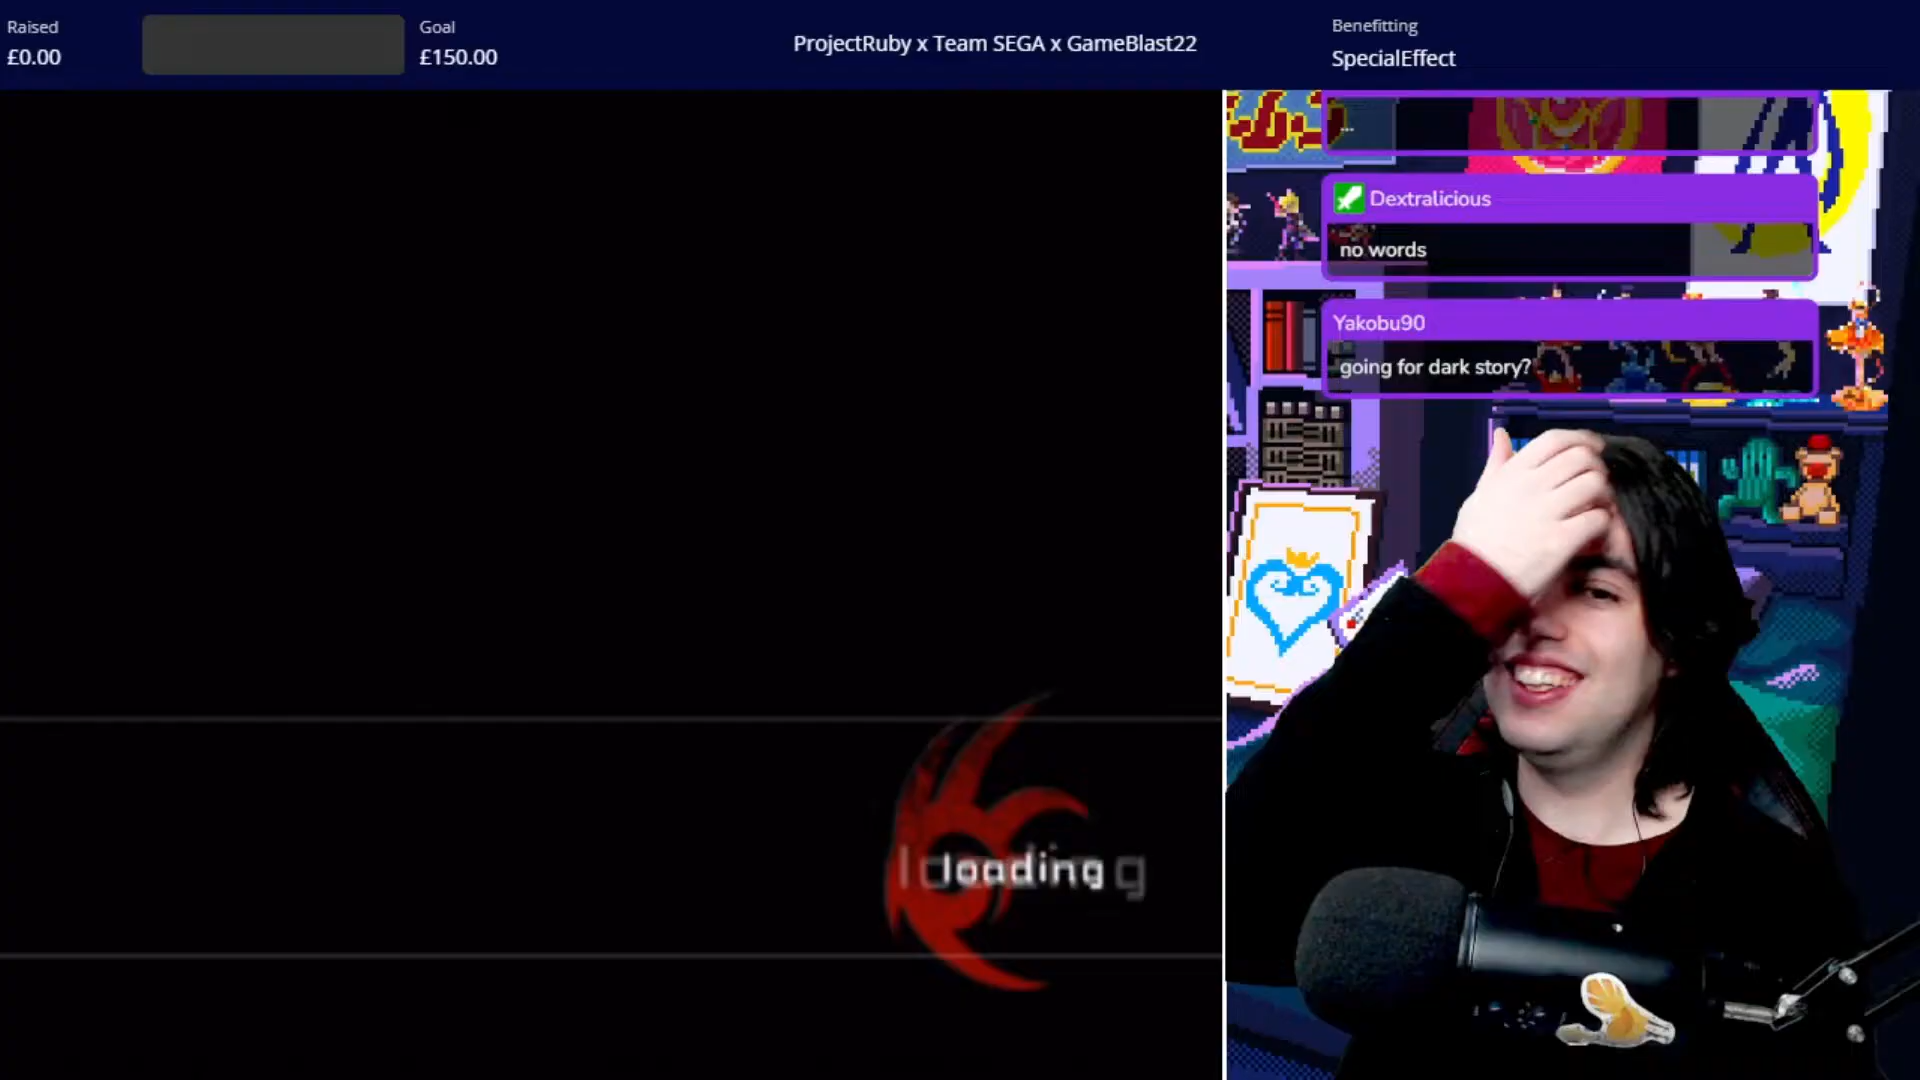 Raised
£0.00
Goal
£150.00
ProjectRuby x Team SEGA x GameBlast22
Benefitting
SpecialEffect
...
Dextralicious
no words
Yakobu90
going for dark story?
loading